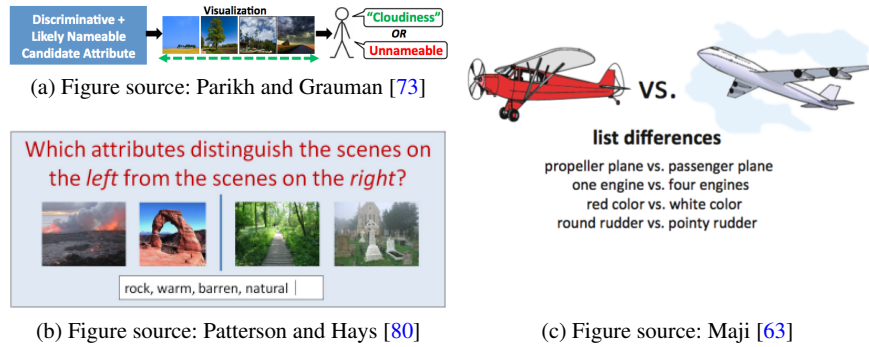 Discriminative +
Likely Nameable
Candidate Attribute
Visualization
"Cloudiness"
OR
Unnameable
(a) Figure source: Parikh and Grauman [73]
Which attributes distinguish the scenes on
the left from the scenes on the right?
rock, warm, barren, natural
(b) Figure source: Patterson and Hays [80]
vs.
list differences
propeller plane vs. passenger plane
one engine vs. four engines
red color vs. white color
round rudder vs. pointy rudder
(c) Figure source: Maji [63]